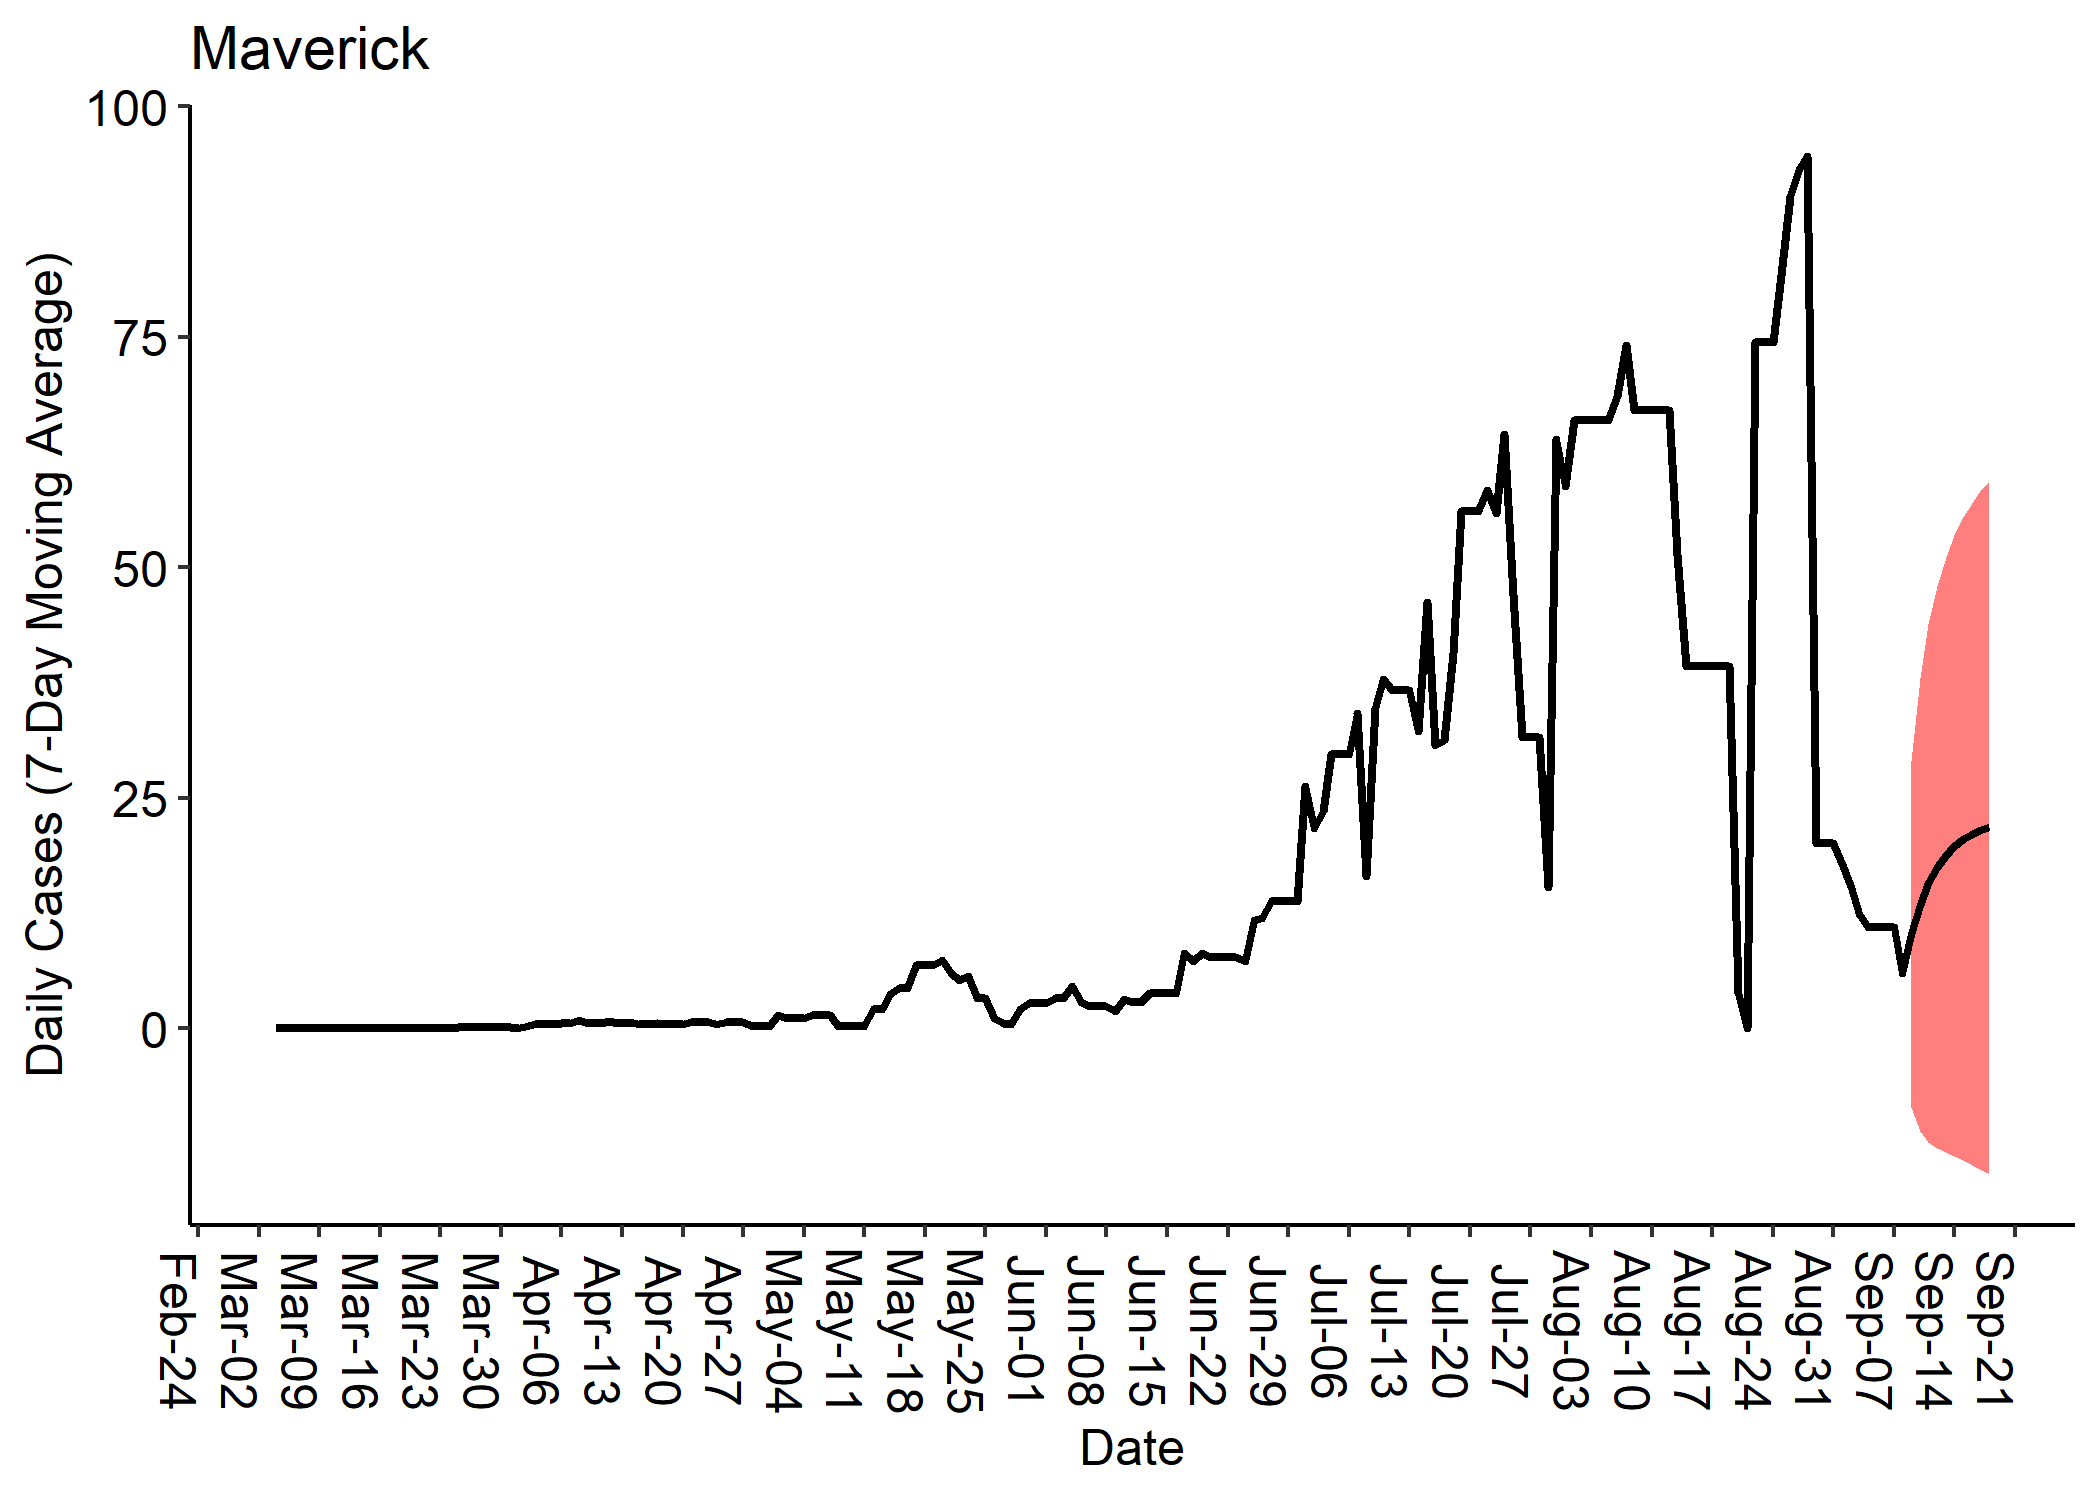 Maverick
Daily Cases (7-Day Moving Average)
100
75
50
25
0
Feb-24
Mar-02
Mar-09
Mar-16
Mar-23
Mar-30
Apr-06
Apr-13
Apr-20
Apr-27
May-04
May-11
May-18
May-25
Jun-01
Jun-08
Jun-15
Jun-22
Jun-29
Jul-06
Jul-13
Jul-20
Jul-27
Aug-03
Aug-10
Aug-17
Aug-24
Aug-31
Sep-07
Sep-14
Sep-21
Date